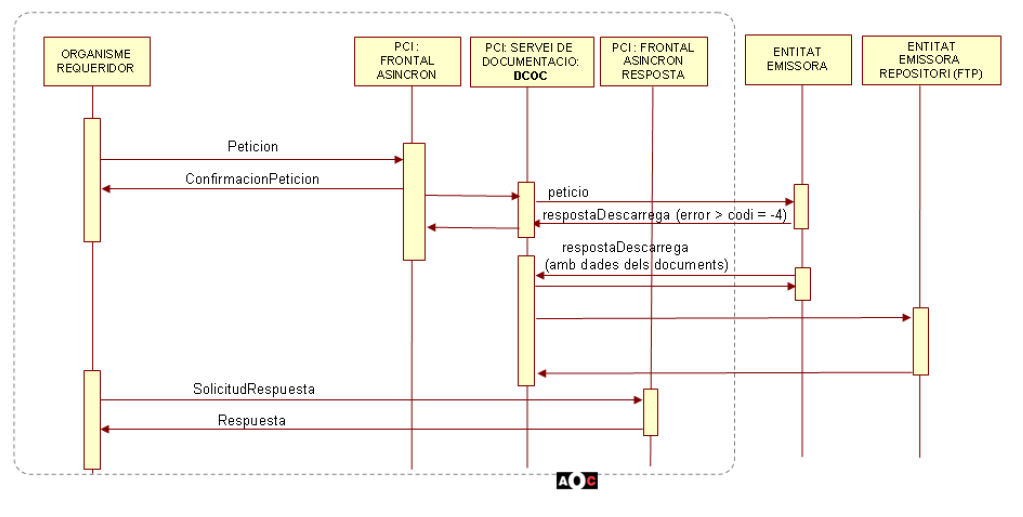 ORGANISME
REQUERIDOR
PCI :
FRONTAL
ASINCRON
PCI: SERVEI DE
DOCUMENTACIO:
DCOC
PCI : FRONTAL
ASINCRON
RESPOSTA
ENTITAT
EMISSORA
ENTITAT
EMISSORA
REPOSITORI (FTP)
Peticion
ConfirmacionPeticion
peticio
respostaDescarrega (error > codi = -4)
respostaDescarrega
(amb dades dels documents)
SolicitudRespuesta
Respuesta
AOC